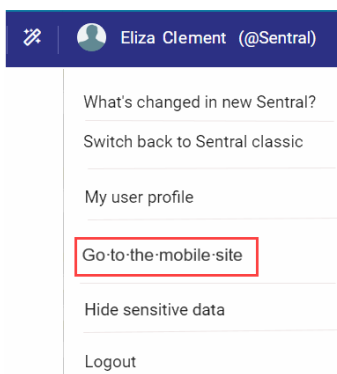 Eliza Clement (@Sentral)
What's changed in new Sentral?
Switch back to Sentral classic
My user profile
Go·to·the·mobile·site
Hide sensitive data
Logout